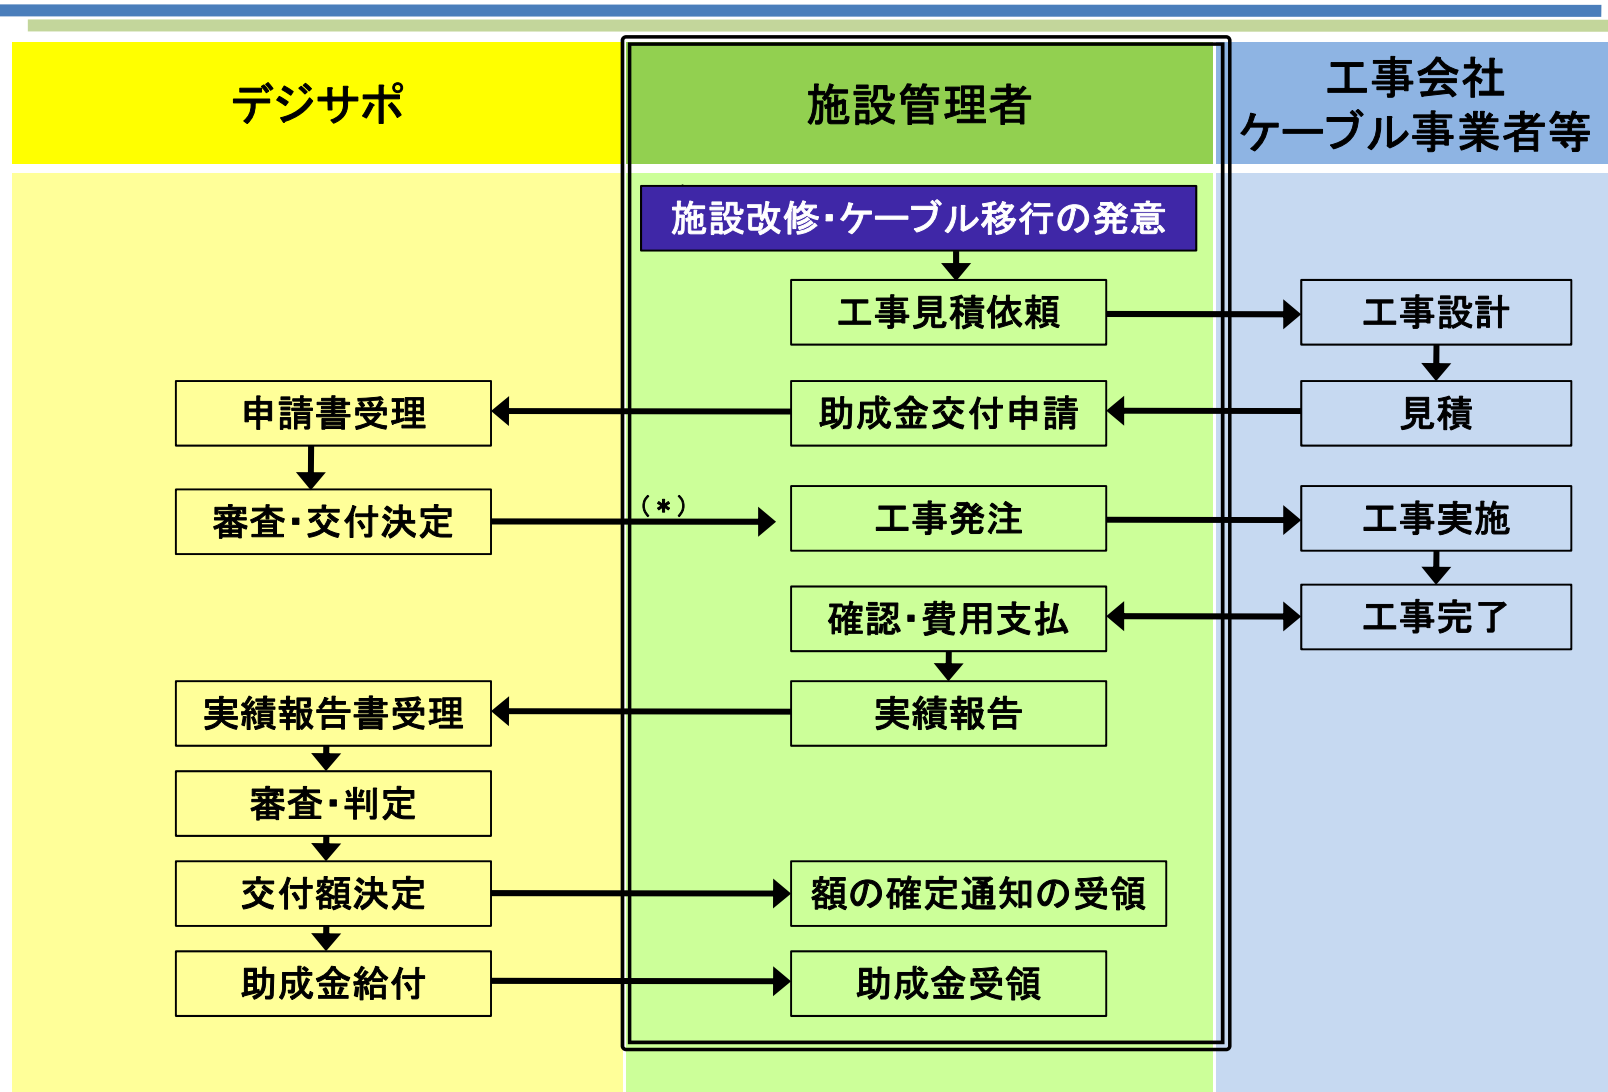 デジサポ
施設管理者
工事会社
ケーブル事業者等
施設改修・ケーブル移行の発意
工事見積依頼
工事設計
申請書受理
助成金交付申請
見積
審査・交付決定
（＊）
工事発注
工事実施
確認・費用支払
工事完了
実績報告書受理
実績報告
審査・判定
交付額決定
額の確定通知の受領
助成金給付
助成金受領